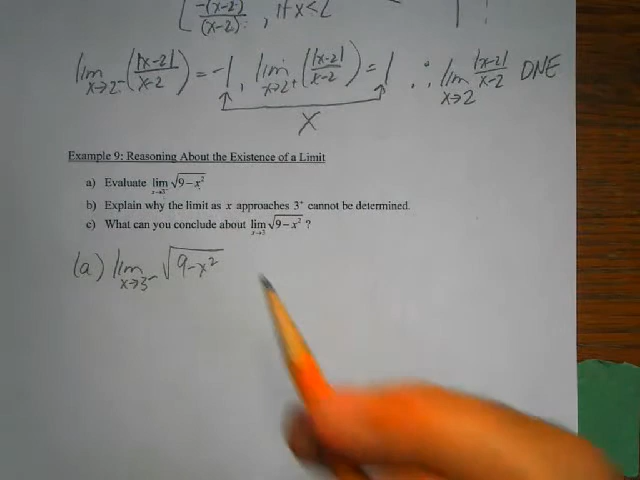 -(x-2)/(x-2), if x<2
lim x→2⁻ (|x-2|/x-2) = -1, lim x→2⁺ (|x-2|/x-2) = 1 ∴ lim x→2 |x-2|/x-2 DNE
X
Example 9: Reasoning About the Existence of a Limit
a) Evaluate lim x→3⁻ √9-x²
b) Explain why the limit as x approaches 3⁺ cannot be determined.
c) What can you conclude about lim x→3 √9-x² ?
(a) lim x→3⁻ √9-x²